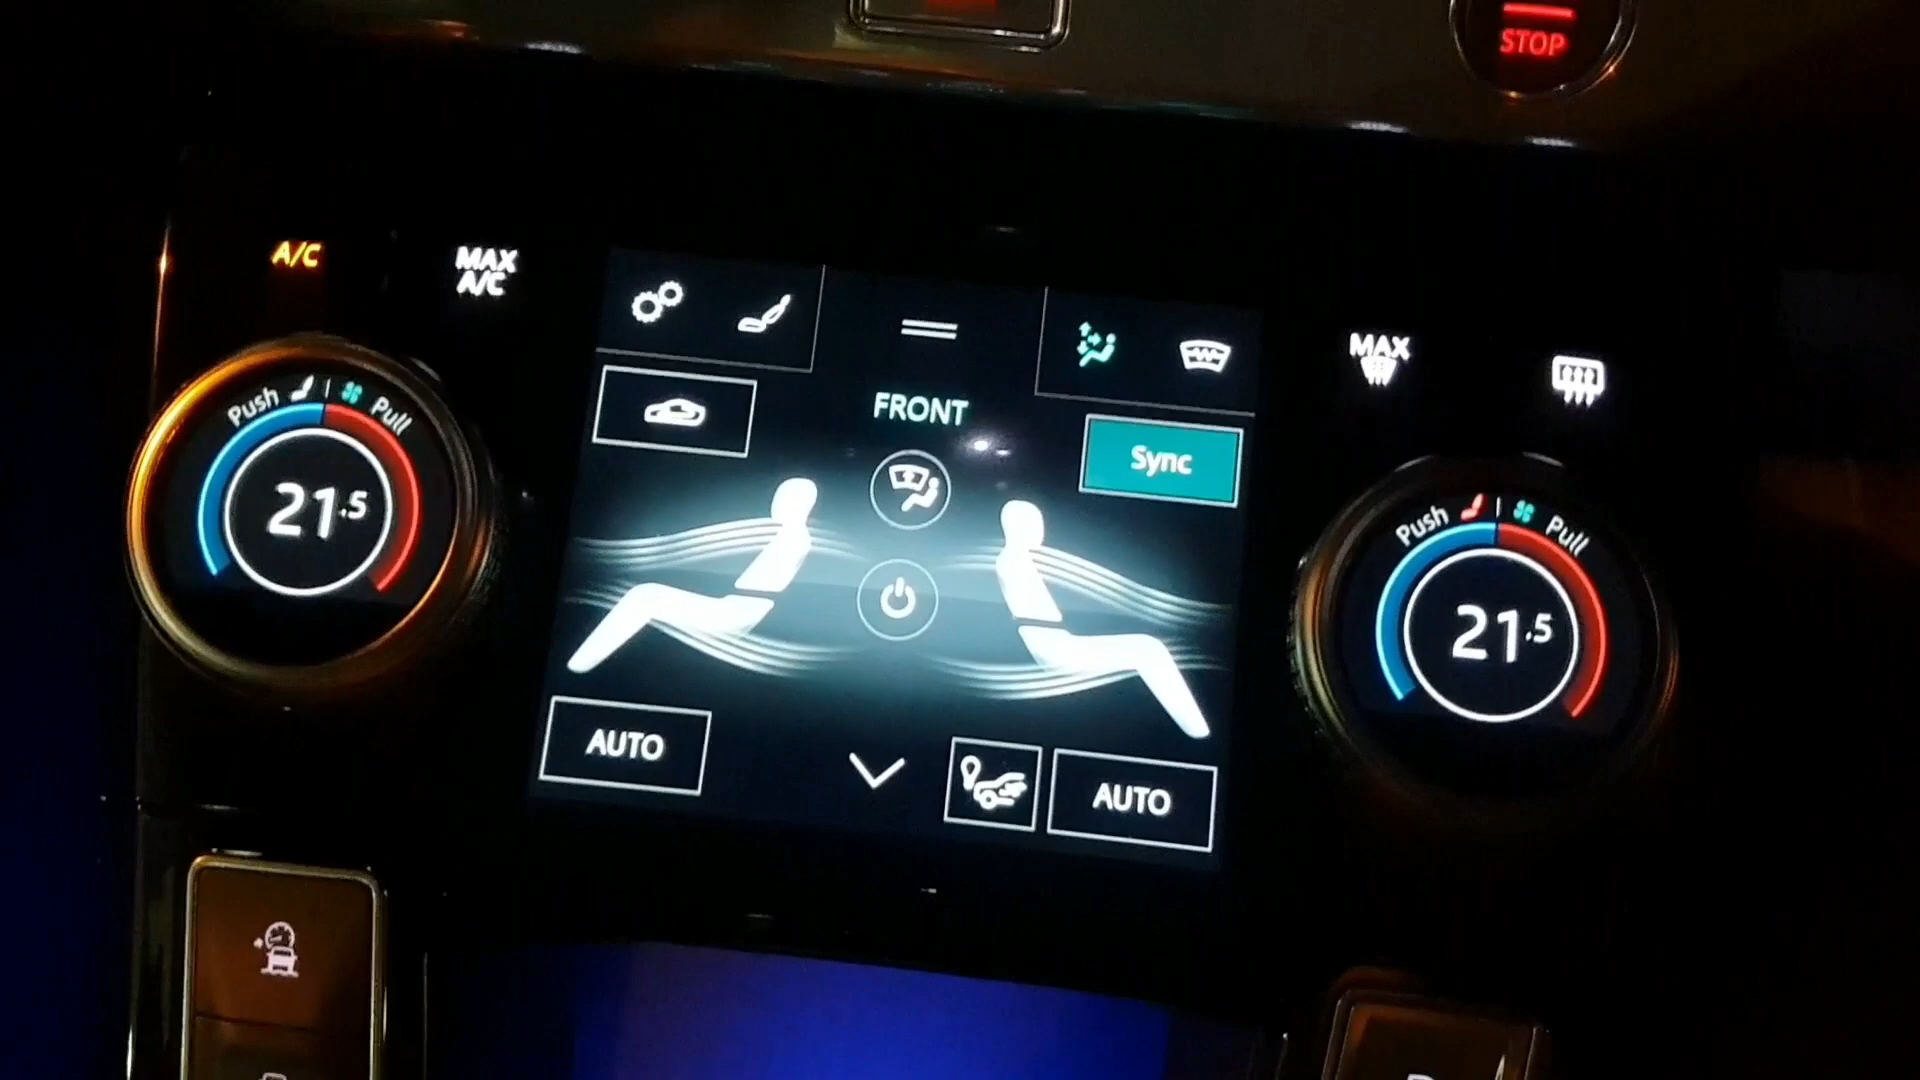 STOP
A/C
MAX
A/C
MAX
FRONT
Sync
Push
Pull
21.5
Push
Pull
21.5
AUTO
AUTO